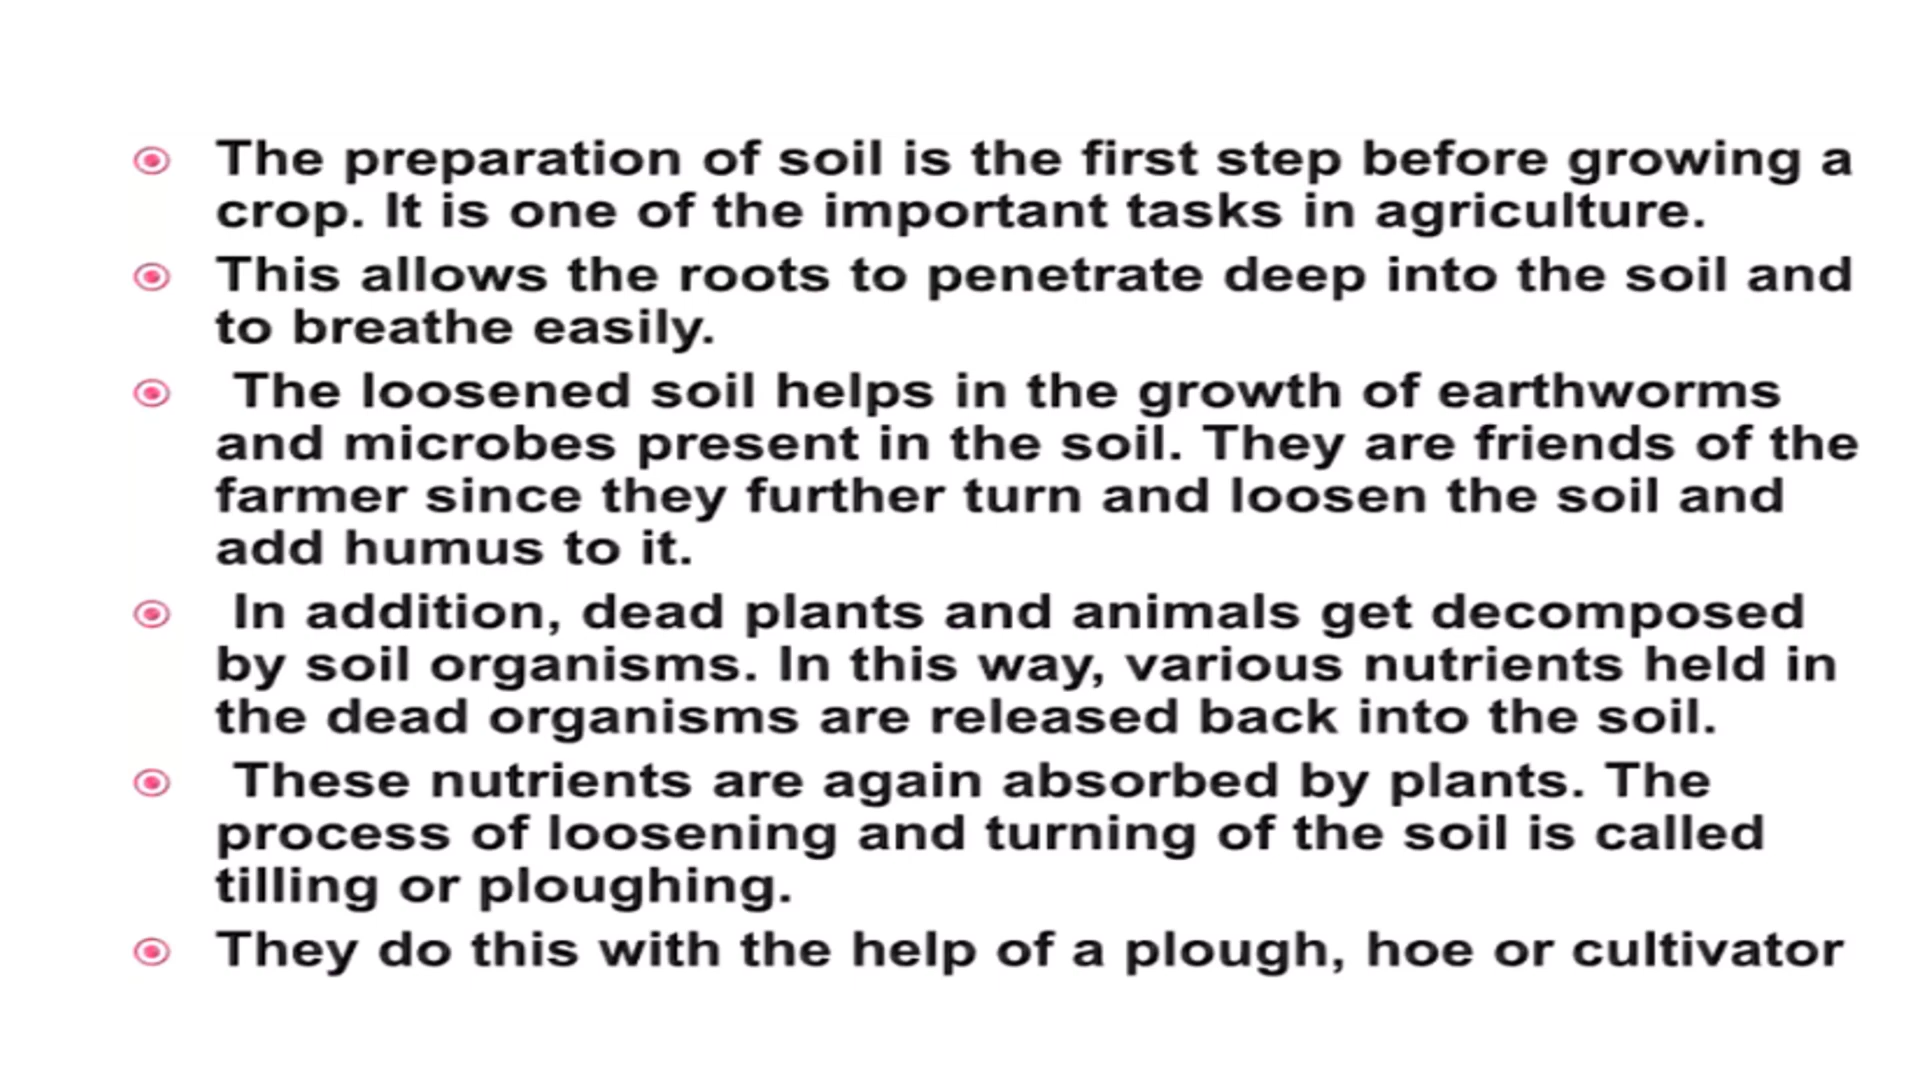 The preparation of soil is the first step before growing a
crop. It is one of the important tasks in agriculture.
This allows the roots to penetrate deep into the soil and
to breathe easily.
The loosened soil helps in the growth of earthworms
and microbes present in the soil. They are friends of the
farmer since they further turn and loosen the soil and
add humus to it.
In addition, dead plants and animals get decomposed
by soil organisms. In this way, various nutrients held in
the dead organisms are released back into the soil.
These nutrients are again absorbed by plants. The
process of loosening and turning of the soil is called
tilling or ploughing.
They do this with the help of a plough, hoe or cultivator